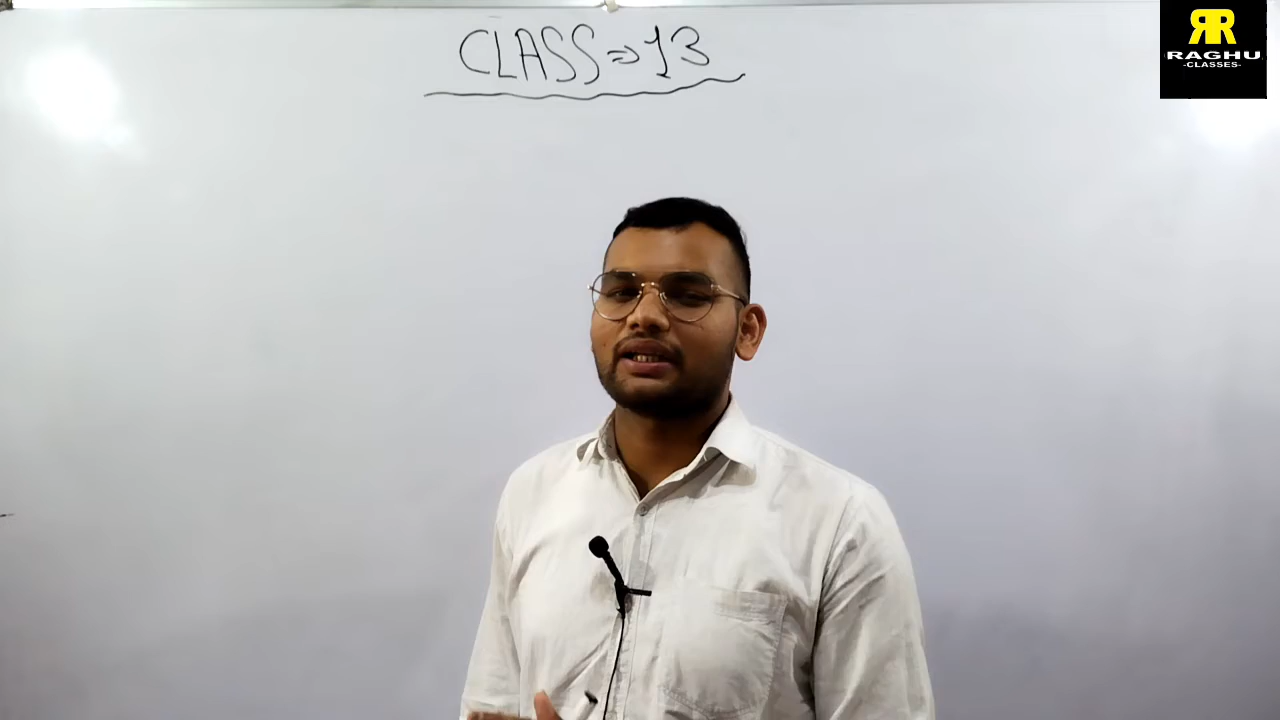 CLASS ⇒ 13
RR
RAGHU
-CLASSES-